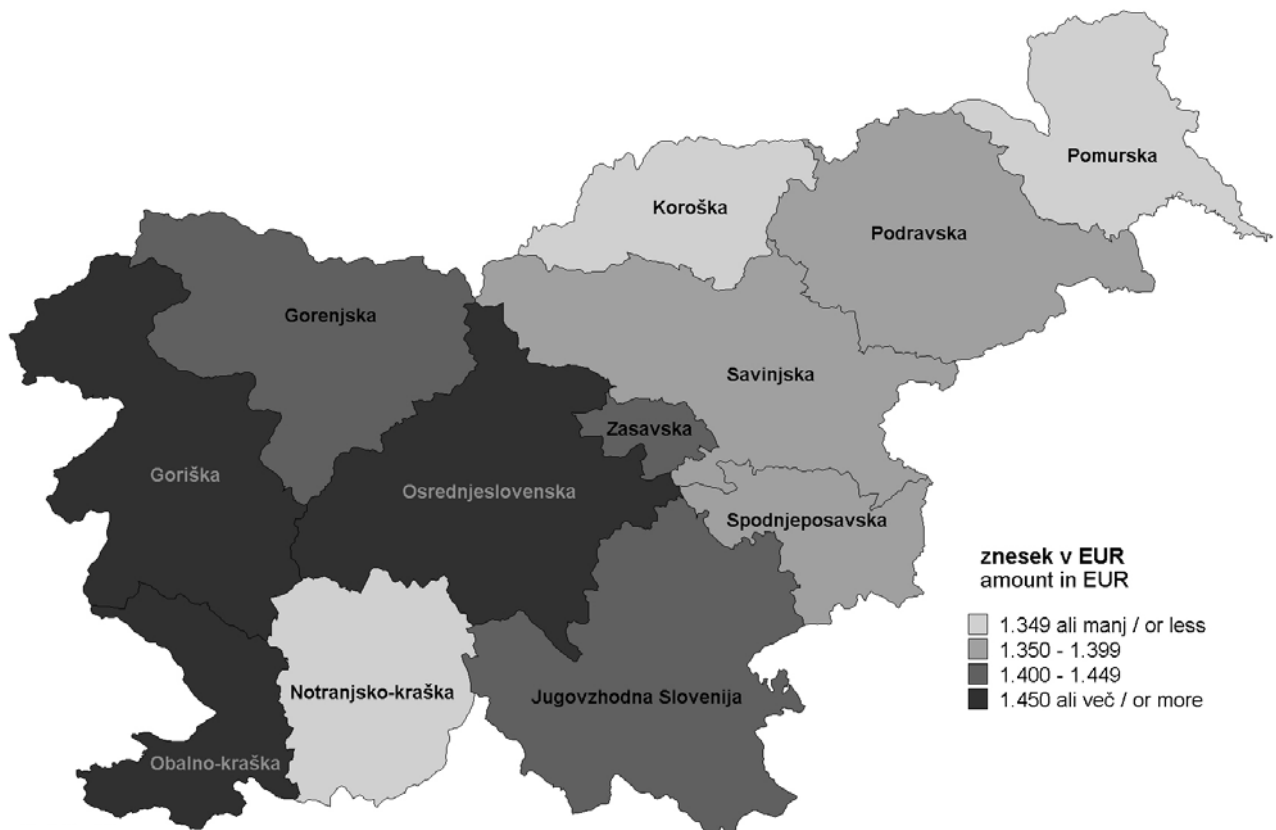 Pomurska
Koroška
Podravska
Gorenjska
Savinjska
Zasavska
Goriška
Osrednjeslovenska
Spodnjeposavska
Notranjsko-kraška
Jugovzhodna Slovenija
Obalno-kraška
znesek v EUR
amount in EUR
1.349 ali manj / or less
1.350 - 1.399
1.400 - 1.449
1.450 ali več / or more